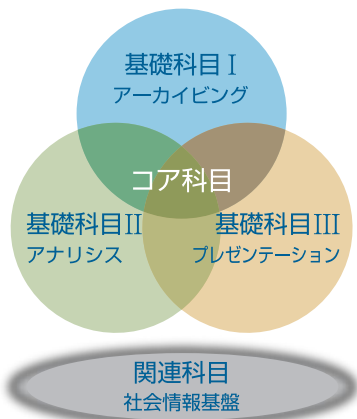 基礎科目Ⅰ
アーカイビング
コア科目
基礎科目Ⅱ
アナリシス
基礎科目Ⅲ
プレゼンテーション
関連科目
社会情報基盤